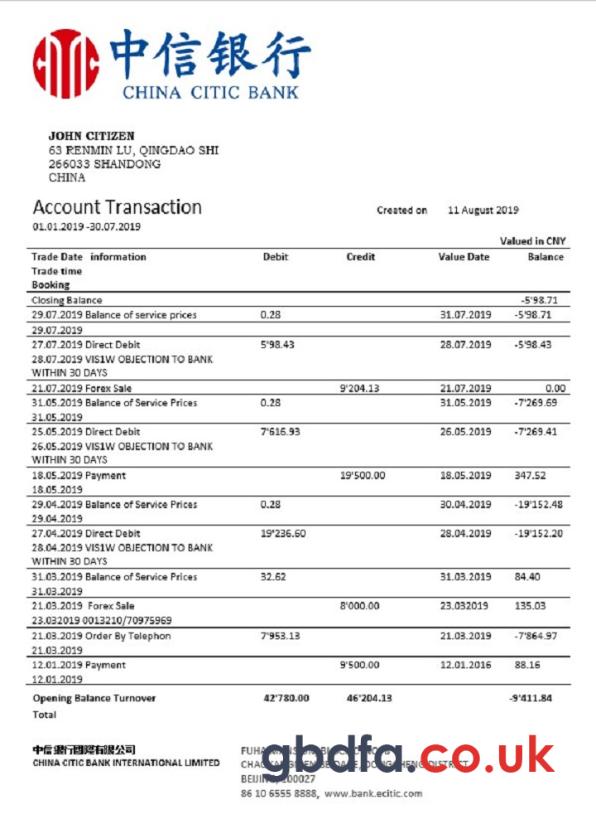 中信银行
CHINA CITIC BANK
JOHN CITIZEN
63 RENMIN LU, QINGDAO SHI
266033 SHANDONG
CHINA
Account Transaction
Created on 11 August 2019
01.01.2019 -30.07.2019
Valued in CNY
Trade Date information Debit Credit Value Date Balance
Trade time
Booking
Closing Balance -5'98.71
29.07.2019 Balance of service prices 0.28 31.07.2019 -5'98.71
29.07.2019
27.07.2019 Direct Debit 5'98.43 28.07.2019 -5'98.43
28.07.2019 VIS1W OBJECTION TO BANK
WITHIN 30 DAYS
21.07.2019 Forex Sale 9'204.13 21.07.2019 0.00
31.05.2019 Balance of Service Prices 0.28 31.05.2019 -7'269.69
31.05.2019
25.05.2019 Direct Debit 7'616.93 26.05.2019 -7'269.41
26.05.2019 VIS1W OBJECTION TO BANK
WITHIN 30 DAYS
18.05.2019 Payment 19'500.00 18.05.2019 347.52
18.05.2019
29.04.2019 Balance of Service Prices 0.28 30.04.2019 -19'152.48
29.04.2019
27.04.2019 Direct Debit 19'236.60 28.04.2019 -19'152.20
28.04.2019 VIS1W OBJECTION TO BANK
WITHIN 30 DAYS
31.03.2019 Balance of Service Prices 32.62 31.03.2019 84.40
31.03.2019
21.03.2019 Forex Sale 8'000.00 23.032019 135.03
23.032019 0013210/70975969
21.03.2019 Order By Telephon 7'953.13 21.03.2019 -7'864.97
21.03.2019
12.01.2019 Payment 9'500.00 12.01.2016 88.16
12.01.2019
Opening Balance Turnover 42'780.00 46'204.13 -9'411.84
Total
中信銀行國際有限公司
CHINA CITIC BANK INTERNATIONAL LIMITED
gbdfa.co.uk
DISTRICT
100027
86 10 6555 8888, www.bank.ecitic.com